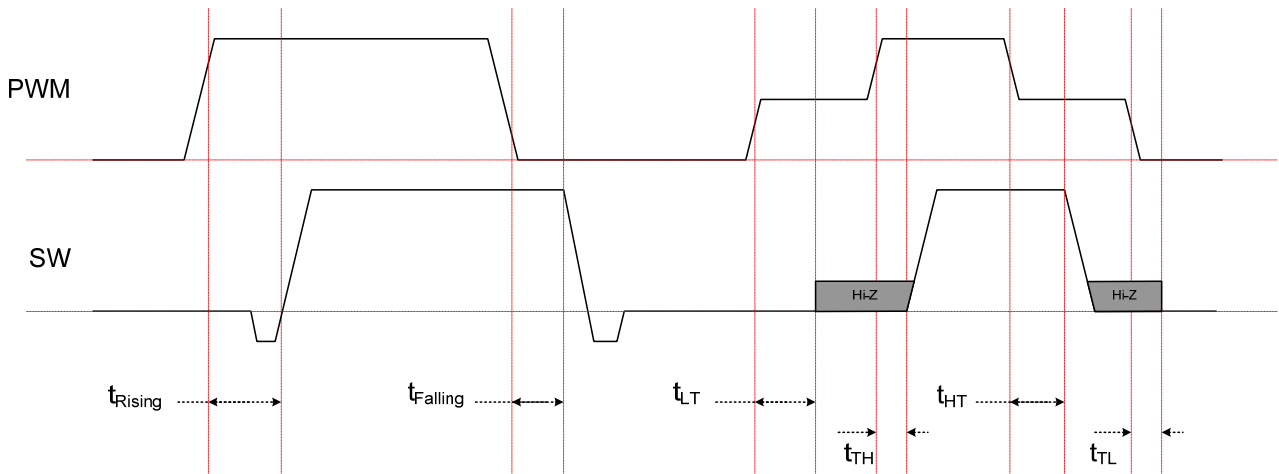 PWM
SW
Hi-Z
Hi-Z
tRising
tFalling
tLT
tHT
tTH
tTL